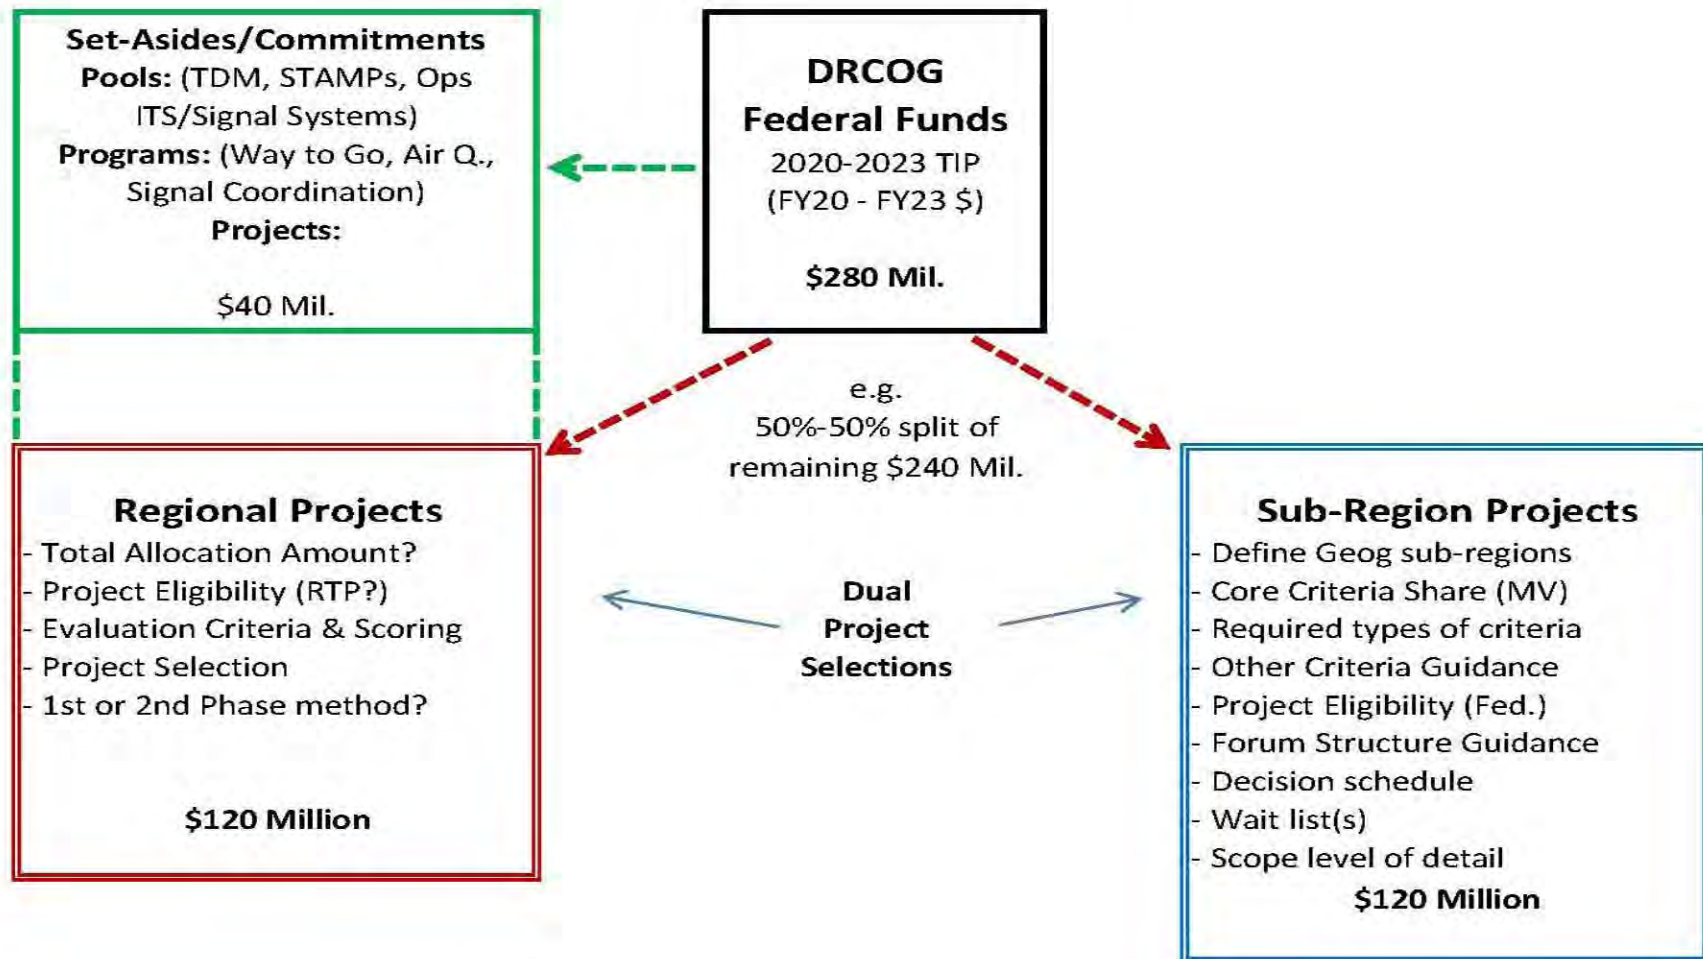 Set-Asides/Commitments
Pools: (TDM, STAMPs, Ops
ITS/Signal Systems)
Programs: (Way to Go, Air Q.,
Signal Coordination)
Projects:
$40 Mil.
DRCOG
Federal Funds
2020-2023 TIP
(FY20 - FY23 $)
$280 Mil.
e.g.
50%-50% split of
remaining $240 Mil.
Regional Projects
- Total Allocation Amount?
- Project Eligibility (RTP?)
- Evaluation Criteria & Scoring
- Project Selection
- 1st or 2nd Phase method?
$120 Million
Dual
Project
Selections
Sub-Region Projects
- Define Geog sub-regions
- Core Criteria Share (MV)
- Required types of criteria
- Other Criteria Guidance
- Project Eligibility (Fed.)
- Forum Structure Guidance
- Decision schedule
- Wait list(s)
- Scope level of detail
$120 Million